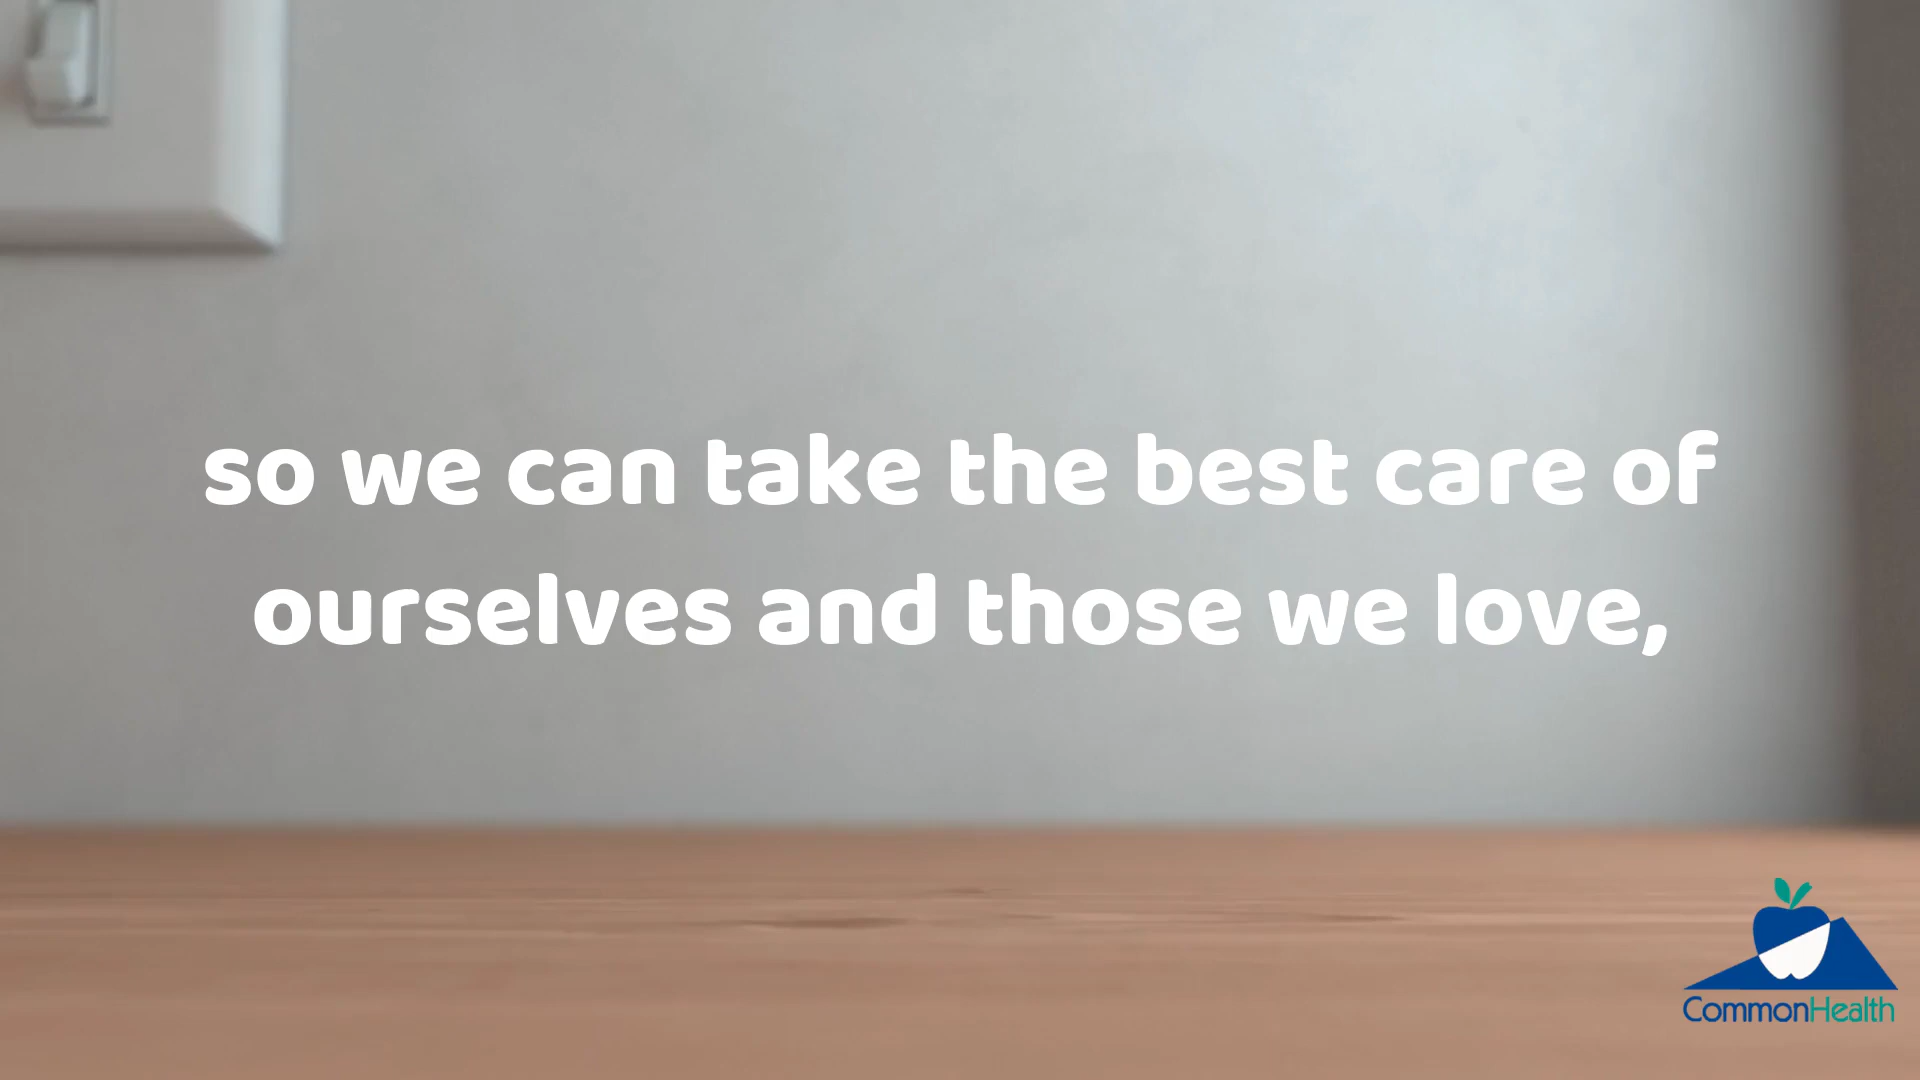 so we can take the best care of
ourselves and those we love,
CommonHealth